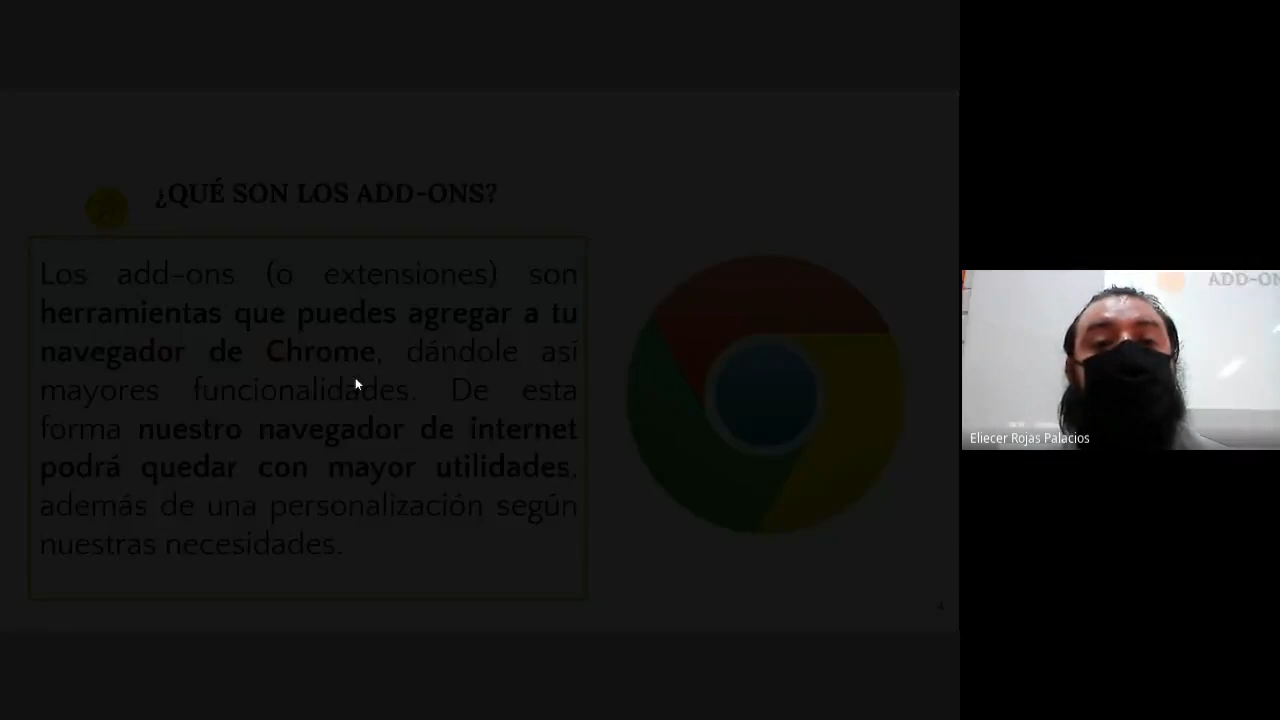 ¿QUÉ SON LOS ADD-ONS?
Los add-ons (o extensiones) son
herramientas que puedes agregar a tu
navegador de Chrome, dándole así
mayores funcionalidades. De esta
forma nuestro navegador de internet
podrá quedar con mayor utilidades,
además de una personalización según
nuestras necesidades.
4
ADD-ON
Eliecer Rojas Palacios